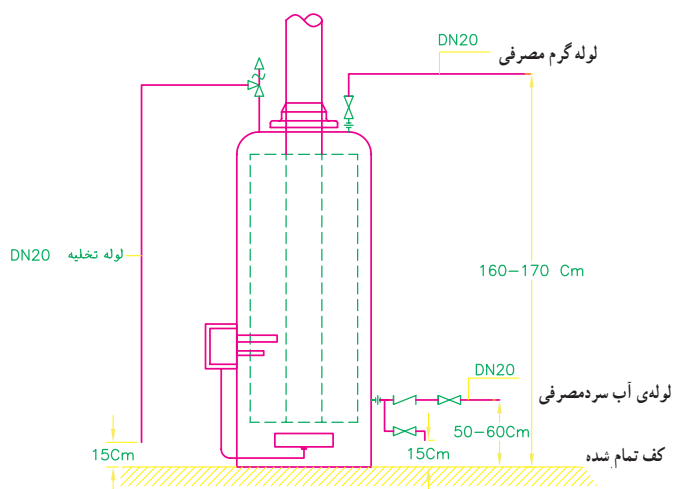 DN20
لوله گرم مصرفی
DN20 لوله تخلیه
160-170 Cm
DN20
لوله‌ی آب سردمصرفی
50-60Cm
15Cm
15Cm
کف تمام شده